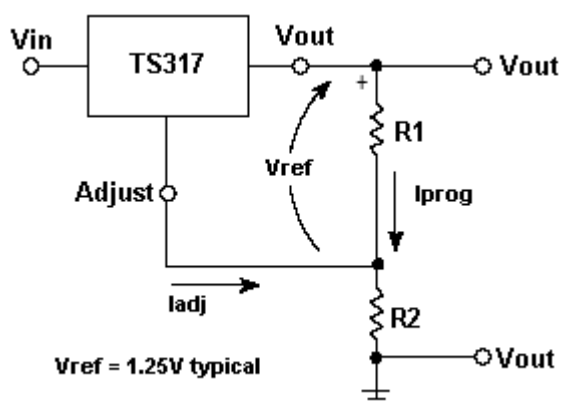 Vin
TS317
Vout
Vout
+
R1
Vref
Adjust
Iprog
Iadj
R2
Vref = 1.25V typical
Vout